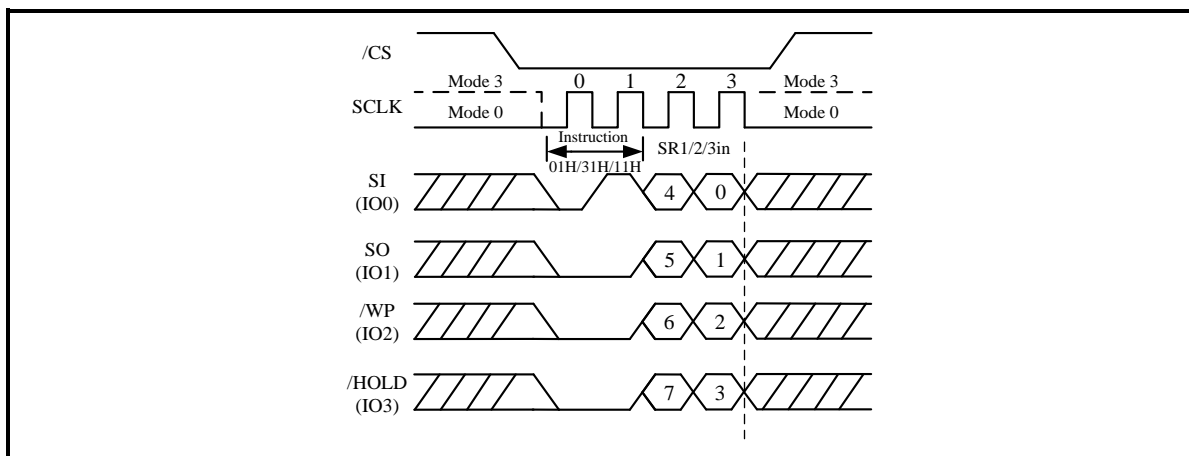 /CS
Mode 3 0 1 2 3 Mode 3
SCLK
Mode 0 Mode 0
Instruction
SR1/2/3in
01H/31H/11H
SI
(IO0)
4 0
SO
(IO1)
5 1
/WP
(IO2)
6 2
/HOLD
(IO3)
7 3